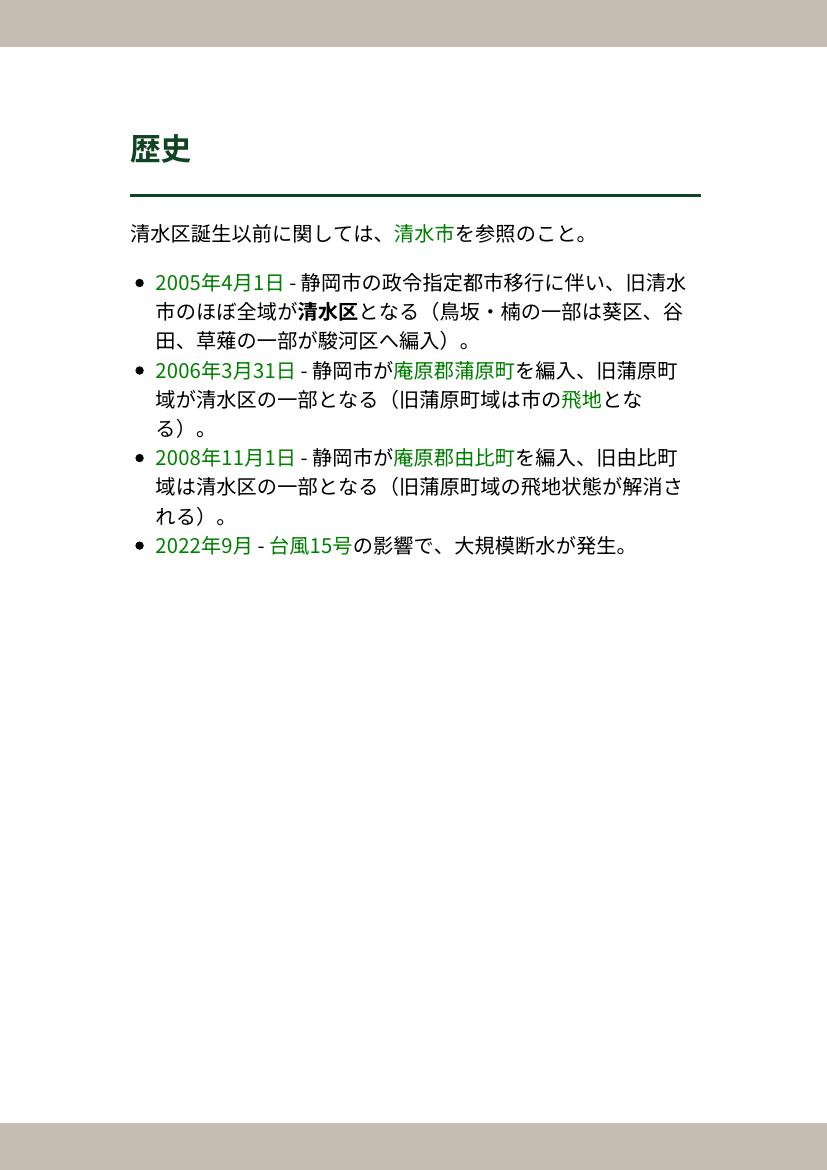 歴史
清水区誕生以前に関しては、清水市を参照のこと。
2005年4月1日 - 静岡市の政令指定都市移行に伴い、旧清水
市のほぼ全域が清水区となる（鳥坂・楠の一部は葵区、谷
田、草薙の一部が駿河区へ編入）。
2006年3月31日 - 静岡市が庵原郡蒲原町を編入、旧蒲原町
域が清水区の一部となる（旧蒲原町域は市の飛地とな
る）。
2008年11月1日 - 静岡市が庵原郡由比町を編入、旧由比町
域は清水区の一部となる（旧蒲原町域の飛地状態が解消さ
れる）。
2022年9月 - 台風15号の影響で、大規模断水が発生。